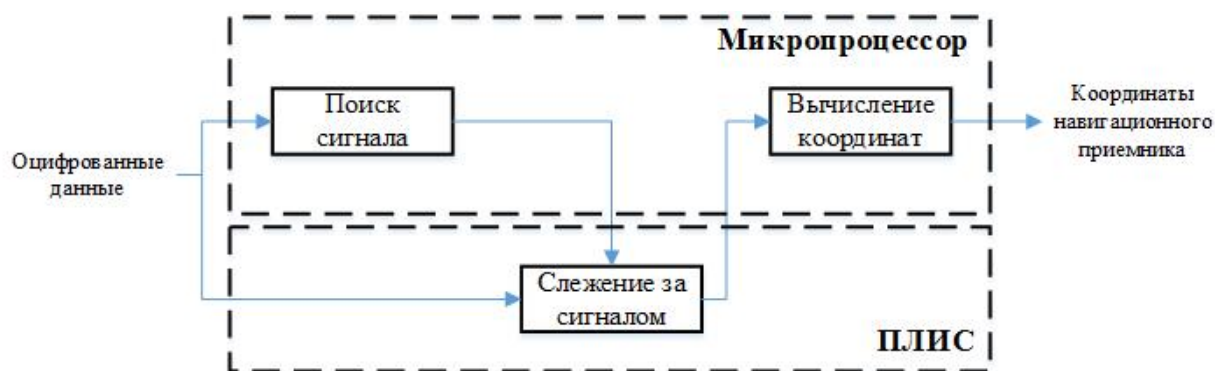 Микропроцессор
Поиск
сигнала
Вычисление
координат
Координаты
навигационного
приемника
Оцифрованные
данные
Слежение за
сигналом
ПЛИС